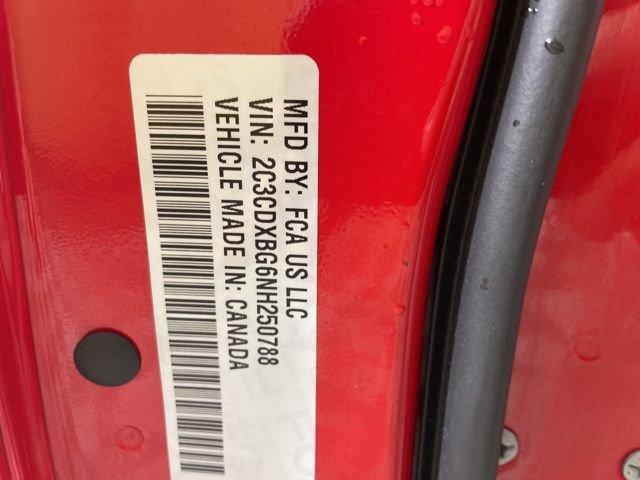 MFD BY: FCA US LLC
VIN: 2C3CDXBG6NH250788
VEHICLE MADE IN: CANADA